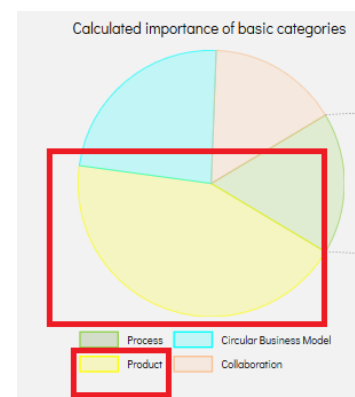 Calculated importance of basic categories
Process Circular Business Model
Product Collaboration